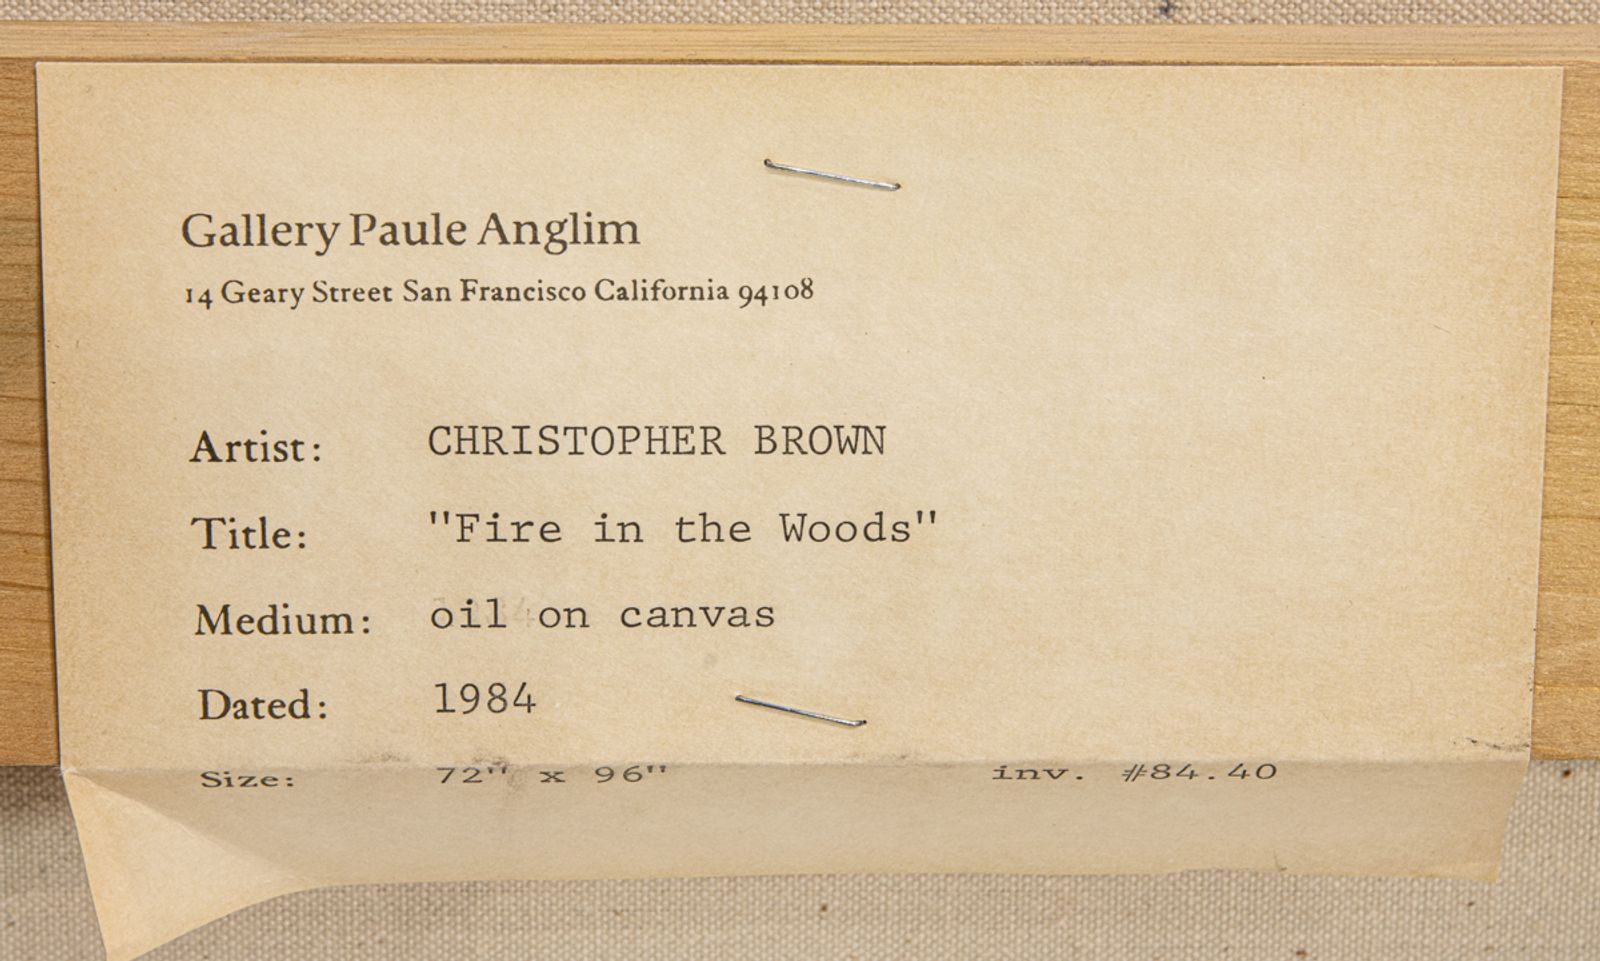 Gallery Paule Anglim
14 Geary Street San Francisco California 94108
Artist: CHRISTOPHER BROWN
Title: "Fire in the Woods"
Medium: oil on canvas
Dated: 1984
Size: 72" x 96" inv. #84.40